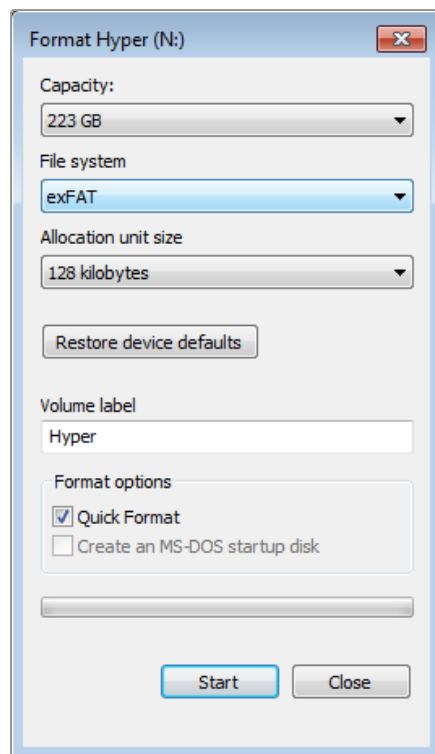 Format Hyper (N:)
Capacity:
223 GB
File system
exFAT
Allocation unit size
128 kilobytes
Restore device defaults
Volume label
Hyper
Format options
Quick Format
Create an MS-DOS startup disk
Start Close